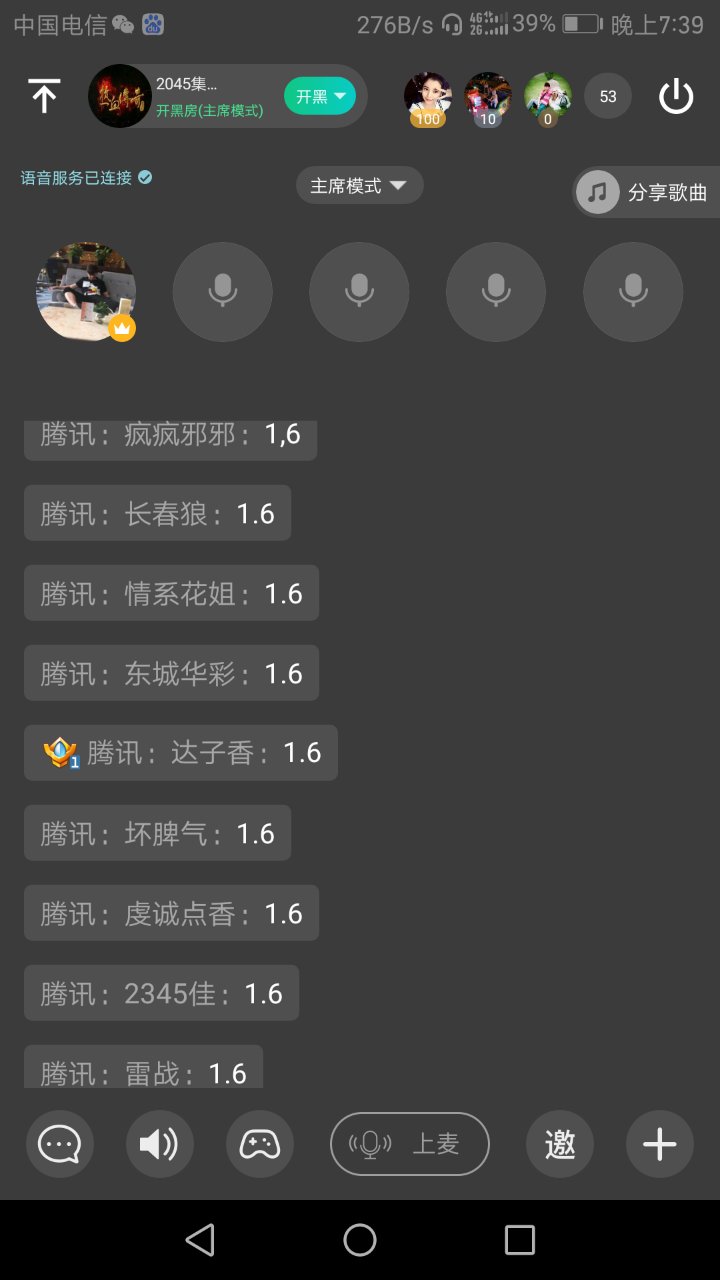 中国电信 276B/s 4G 2G 39% 晚上7:39
2045集...
开黑房(主席模式)
开黑
100 10 0 53
语音服务已连接 主席模式 分享歌曲
腾讯：疯疯邪邪：1,6
腾讯：长春狼：1.6
腾讯：情系花姐：1.6
腾讯：东城华彩：1.6
1 腾讯：达子香：1.6
腾讯：坏脾气：1.6
腾讯：虔诚点香：1.6
腾讯：2345佳：1.6
腾讯：雷战：1.6
上麦 邀